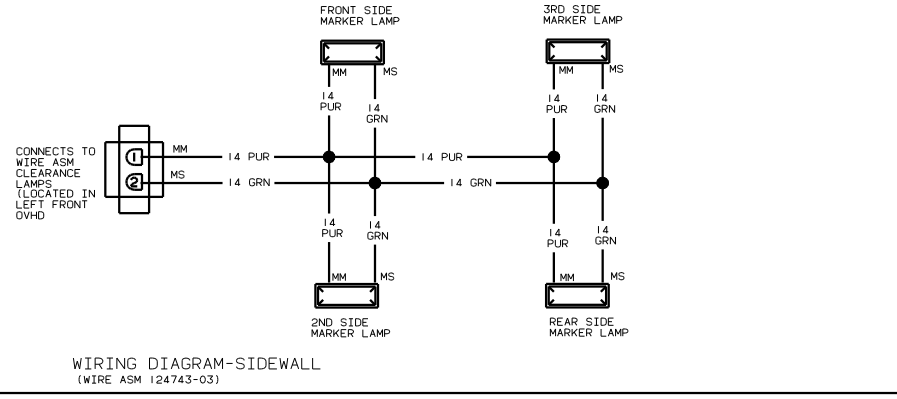 FRONT SIDE
MARKER LAMP
3RD SIDE
MARKER LAMP
MM
MS
MM
MS
14
PUR
14
GRN
14
PUR
14
GRN
CONNECTS TO
WIRE ASM
CLEARANCE
LAMPS
(LOCATED IN
LEFT FRONT
OVHD
1
MM
14 PUR
14 PUR
2
MS
14 GRN
14 GRN
14
PUR
14
GRN
14
PUR
14
GRN
MM
MS
MM
MS
2ND SIDE
MARKER LAMP
REAR SIDE
MARKER LAMP
WIRING DIAGRAM-SIDEWALL
(WIRE ASM 124743-03)